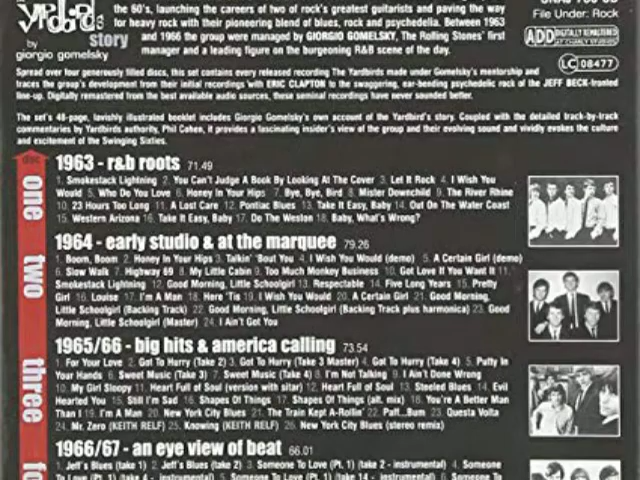 the 60's, launching the careers of two of rock's greatest guitarists and paving the way
for heavy rock with their pioneering blend of blues, rock and psychedelia. Between 1963
and 1966 the group were managed by GIORGIO GOMELSKY, The Rolling Stones' first
manager and a leading figure on the burgeoning R&B scene of the day.
Yardbirds
story
by
giorgio gomelsky
File Under: Rock
ADD DIGITALLY REMASTERED
LC 08477
Spread over four generously filled discs, this set contains every released recording The Yardbirds made under Gomelsky's mentorship and
traces the group's development from their initial recordings with ERIC CLAPTON to the swaggering, ear-bending psychedelic rock of the JEFF BECK-fronted
line-up. Digitally remastered from the best available audio sources, these seminal recordings have never sounded better.
The set's 48-page, lavishly illustrated booklet includes Giorgio Gomelsky's own account of the Yardbird's story. Coupled with the detailed track-by-track
commentaries by Yardbirds authority, Phil Cohen, it provides a fascinating insider's view of the group and their evolving sound and vividly evokes the culture
and excitement of the Swinging Sixties.
disc
one
1963 - r&b roots 71.49
1. Smokestack Lightning 2. You Can't Judge A Book By Looking At The Cover 3. Let It Rock 4. I Wish You
Would 5. Who Do You Love 6. Honey In Your Hips 7. Bye, Bye, Bird 8. Mister Downchild 9. The River Rhine
10. 23 Hours Too Long 11. A Lost Care 12. Pontiac Blues 13. Take It Easy, Baby 14. Out On The Water Coast
15. Western Arizona 16. Take It Easy, Baby 17. Do The Weston 18. Baby, What's Wrong?
two
1964 - early studio & at the marquee 79.26
1. Boom, Boom 2. Honey In Your Hips 3. Talkin' 'Bout You 4. I Wish You Would (demo) 5. A Certain Girl (demo)
6. Slow Walk 7. Highway 69 8. My Little Cabin 9. Too Much Monkey Business 10. Got Love If You Want It 11.
Smokestack Lightning 12. Good Morning, Little Schoolgirl 13. Respectable 14. Five Long Years 15. Pretty
Girl 16. Louise 17. I'm A Man 18. Here 'Tis 19. I Wish You Would 20. A Certain Girl 21. Good Morning,
Little Schoolgirl (Backing Track) 22. Good Morning, Little Schoolgirl (Backing Track plus harmonica) 23. Good
Morning, Little Schoolgirl (Master) 24. I Ain't Got You
three
1965/66 - big hits & america calling 73.54
1. For Your Love 2. Got To Hurry (Take 2) 3. Got To Hurry (Take 3 Master) 4. Got To Hurry (Take 4) 5. Putty In
Your Hands 6. Sweet Music (Take 3) 7. Sweet Music (Take 4) 8. I'm Not Talking 9. I Ain't Done Wrong
10. My Girl Sloopy 11. Heart Full of Soul (version with sitar) 12. Heart Full of Soul 13. Steeled Blues 14. Evil
Hearted You 15. Still I'm Sad 16. Shapes Of Things 17. Shapes Of Things (alt. mix) 18. You're A Better Man
Than I 19. I'm A Man 20. New York City Blues 21. The Train Kept A-Rollin' 22. Paff...Bum 23. Questa Volta
24. Mr. Zero (KEITH RELF) 25. Knowing (KEITH RELF) 26. New York City Blues (stereo remix)
1966/67 - an eye view of beat 66.01
1. Jeff's Blues (take 1) 2. Jeff's Blues (take 2) 3. Someone To Love (Pt. 1) (take 2 - instrumental) 4. Someone
To Love (Pt. 1) (take 4 - instrumental) 5. Someone To Love (Pt. 1) (take 14 - instrumental) 6. Someone To